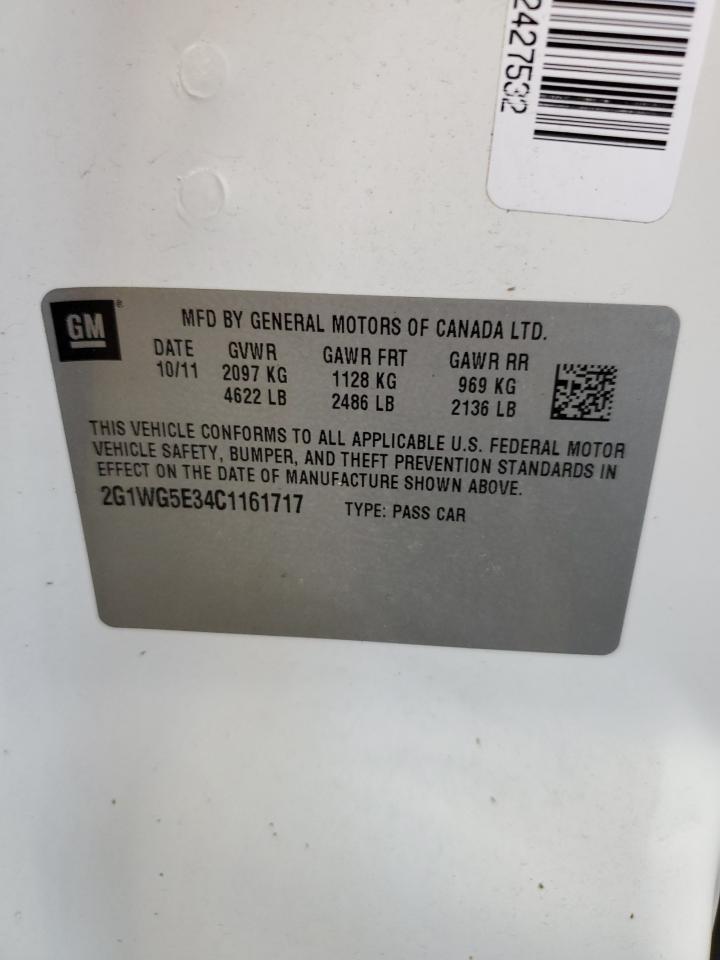 2427532
GM
MFD BY GENERAL MOTORS OF CANADA LTD.
DATE GVWR GAWR FRT GAWR RR
10/11 2097 KG 1128 KG 969 KG
4622 LB 2486 LB 2136 LB
THIS VEHICLE CONFORMS TO ALL APPLICABLE U.S. FEDERAL MOTOR
VEHICLE SAFETY, BUMPER, AND THEFT PREVENTION STANDARDS IN
EFFECT ON THE DATE OF MANUFACTURE SHOWN ABOVE.
2G1WG5E34C1161717 TYPE: PASS CAR